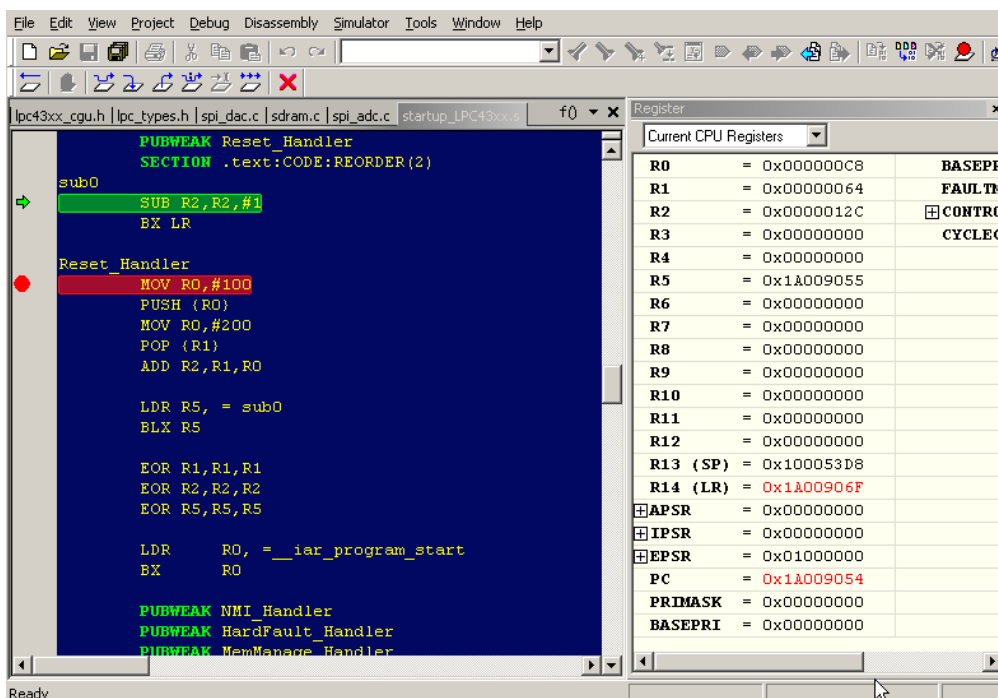 File Edit View Project Debug Disassembly Simulator Tools Window Help
lpc43xx_cgu.h | lpc_types.h | spi_dac.c | sdram.c | spi_adc.c | startup_LPC43xx.s f()
PUBWEAK Reset_Handler
SECTION .text:CODE:REORDER(2)
sub0
SUB R2,R2,#1
BX LR
Reset_Handler
MOV R0,#100
PUSH {R0}
MOV R0,#200
POP {R1}
ADD R2,R1,R0
LDR R5, = sub0
BLX R5
EOR R1,R1,R1
EOR R2,R2,R2
EOR R5,R5,R5
LDR R0, =__iar_program_start
BX R0
PUBWEAK NMI_Handler
PUBWEAK HardFault_Handler
PUBWEAK MemManage_Handler
Register
Current CPU Registers
R0 = 0x000000C8 BASEPR
R1 = 0x00000064 FAULTM
R2 = 0x0000012C CONTRO
R3 = 0x00000000 CYCLEC
R4 = 0x00000000
R5 = 0x1A009055
R6 = 0x00000000
R7 = 0x00000000
R8 = 0x00000000
R9 = 0x00000000
R10 = 0x00000000
R11 = 0x00000000
R12 = 0x00000000
R13 (SP) = 0x100053D8
R14 (LR) = 0x1A00906F
APSR = 0x00000000
IPSR = 0x00000000
EPSR = 0x01000000
PC = 0x1A009054
PRIMASK = 0x00000000
BASEPRI = 0x00000000
Ready